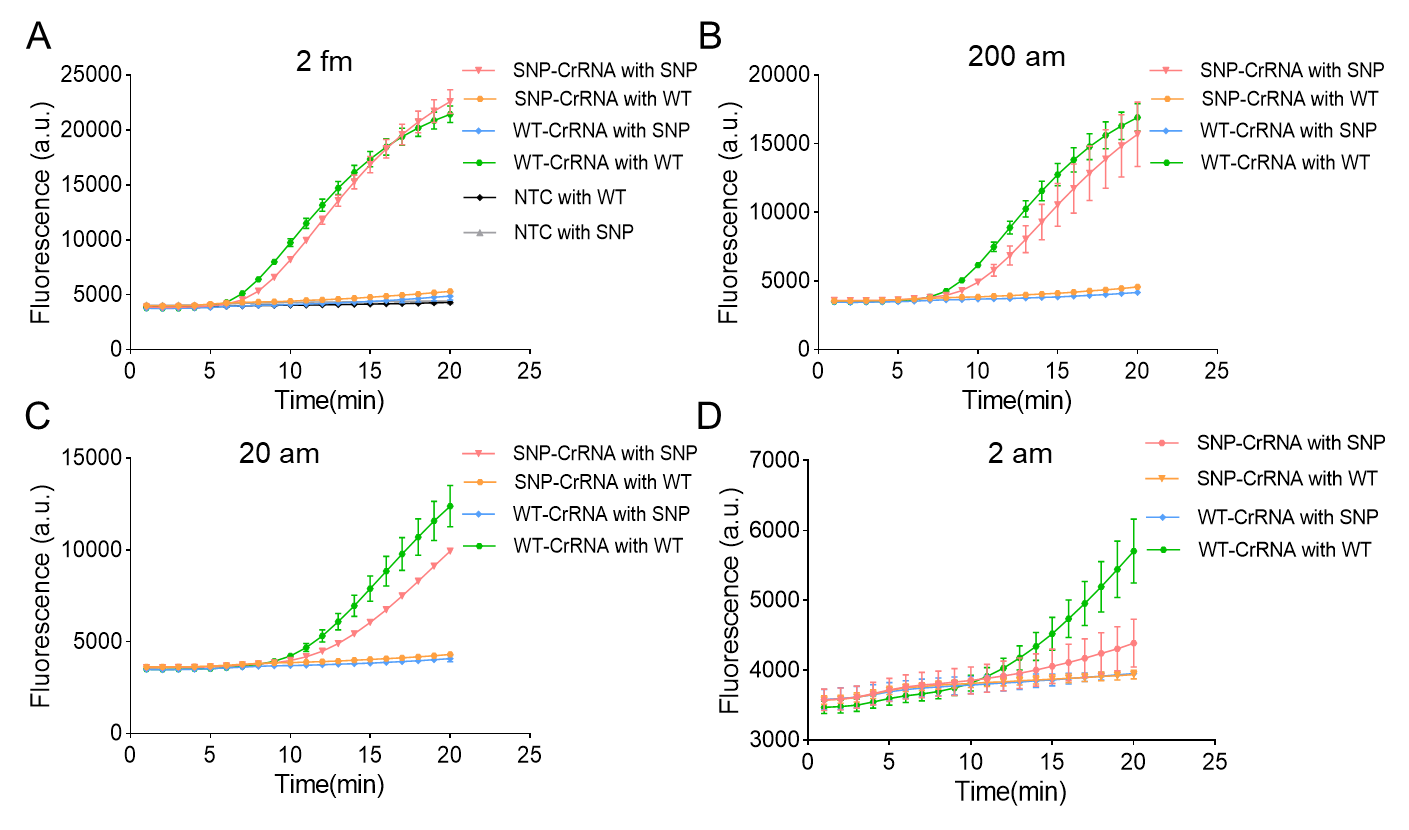 A
2 fm
25000
20000
15000
10000
5000
0
0 5 10 15 20 25
Fluorescence (a.u.)
Time(min)
SNP-CrRNA with SNP
SNP-CrRNA with WT
WT-CrRNA with SNP
WT-CrRNA with WT
NTC with WT
NTC with SNP
B
200 am
20000
15000
10000
5000
0
0 5 10 15 20 25
Fluorescence (a.u.)
Time(min)
SNP-CrRNA with SNP
SNP-CrRNA with WT
WT-CrRNA with SNP
WT-CrRNA with WT
C
20 am
15000
10000
5000
0
0 5 10 15 20 25
Fluorescence (a.u.)
Time(min)
SNP-CrRNA with SNP
SNP-CrRNA with WT
WT-CrRNA with SNP
WT-CrRNA with WT
D
2 am
7000
6000
5000
4000
3000
0 5 10 15 20 25
Fluorescence (a.u.)
Time(min)
SNP-CrRNA with SNP
SNP-CrRNA with WT
WT-CrRNA with SNP
WT-CrRNA with WT